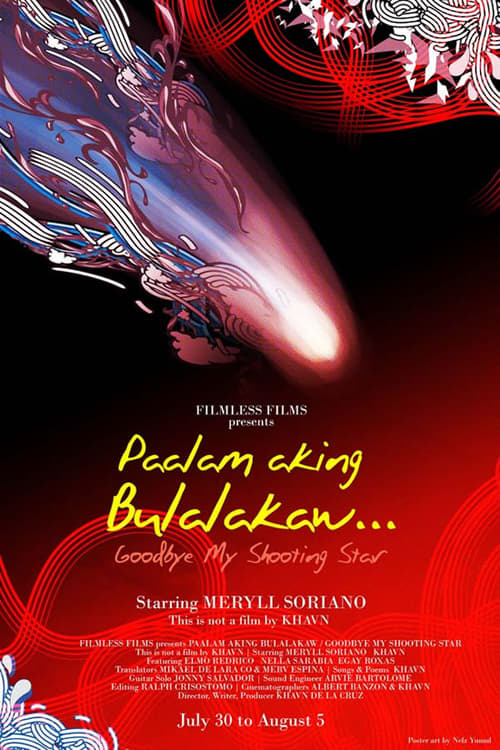 FILMLESS FILMS
presents
Paalam aking
Bulalakaw...
Goodbye My Shooting Star
Starring MERYLL SORIANO
This is not a film by KHAVN
FILMLESS FILMS presents PAALAM AKING BULALAKAW / GOODBYE MY SHOOTING STAR
This is not a film by KHAVN | Starring MERYLL SORIANO KHAVN
Featuring ELMO REDRICO NELLA SARABIA EGAY ROXAS
Translators MIKAEL DE LARA CO & MERV ESPINA | Songs & Poems KHAVN
Guitar Solo JONNY SALVADOR | Sound Engineer ARVIE BARTOLOME
Editing RALPH CRISOSTOMO | Cinematographers ALBERT BANZON & KHAVN
Director, Writer, Producer KHAVN DE LA CRUZ
July 30 to August 5
Poster art by Nelz Yumul